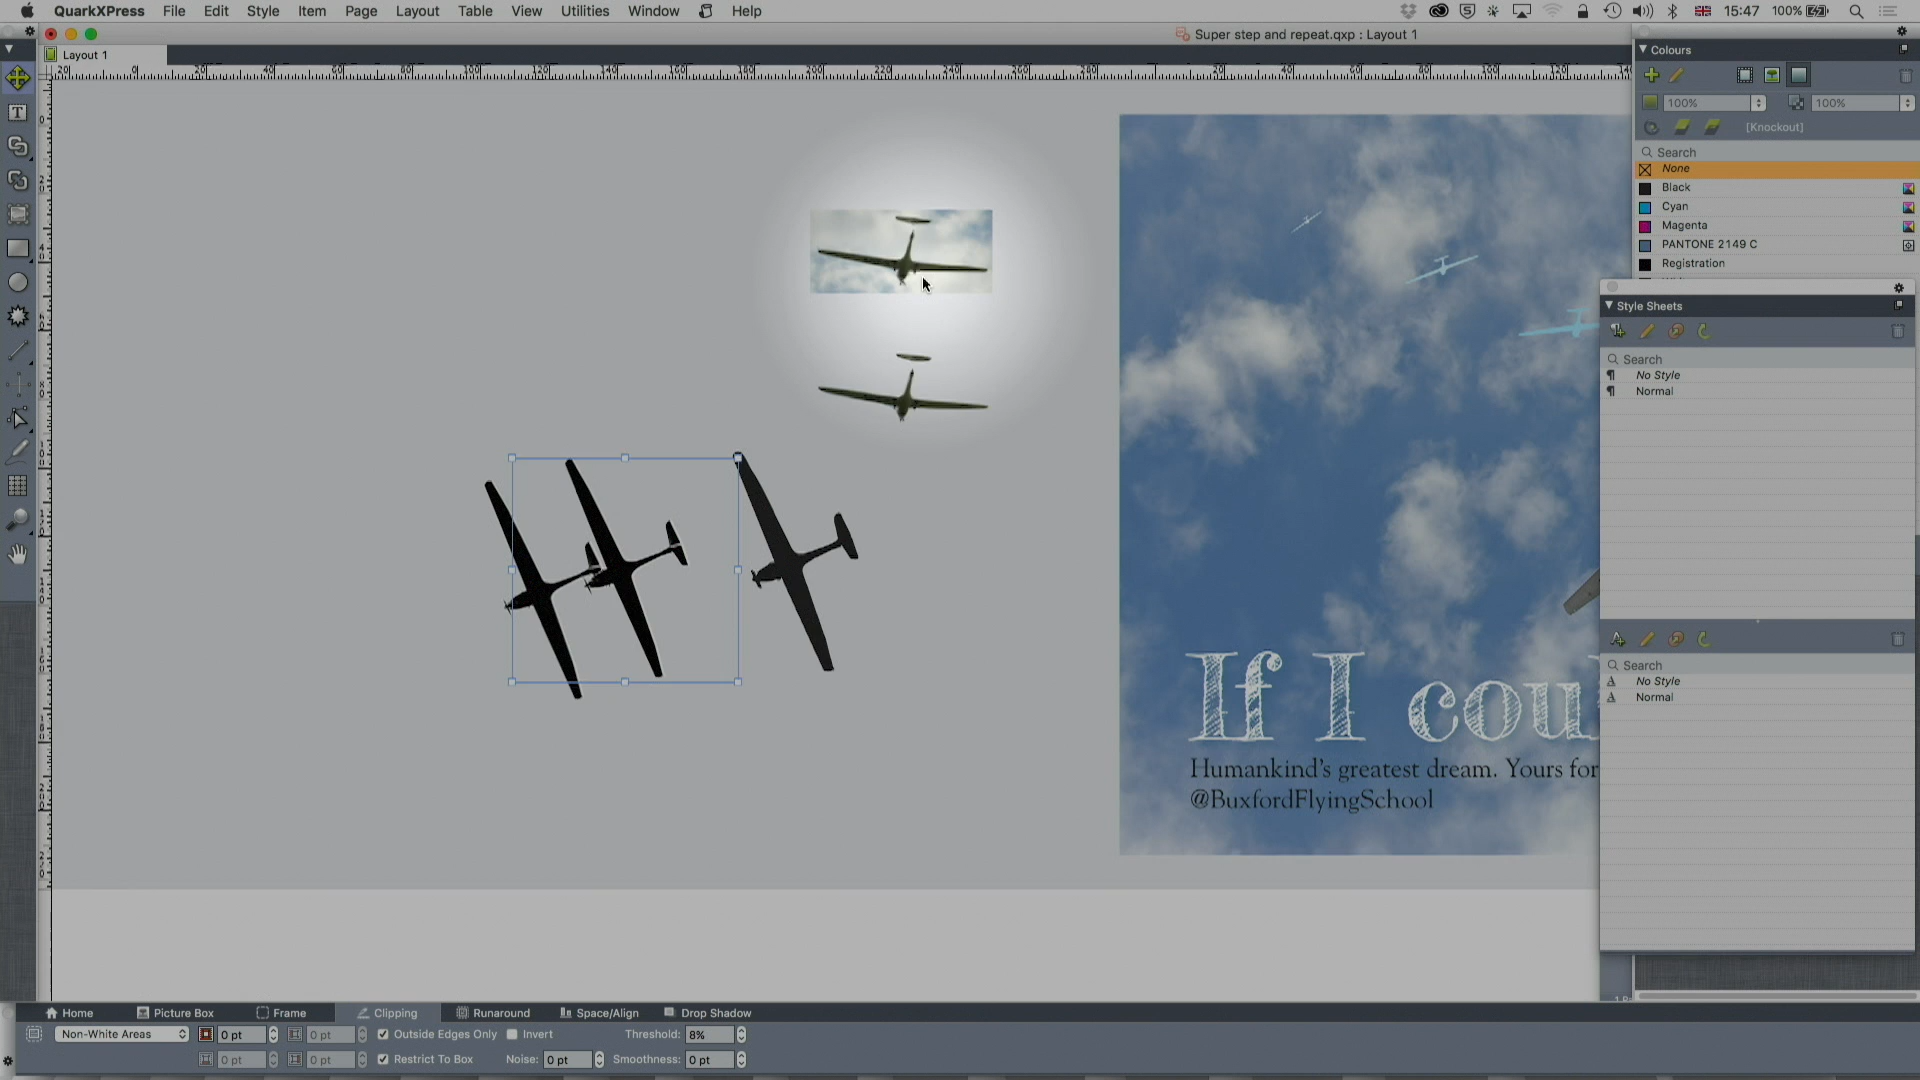 QuarkXPress File Edit Style Item Page Layout Table View Utilities Window Help 15:47 100%
Super step and repeat.qxp : Layout 1
Layout 1
Colours
100% 100%
[Knockout]
Search
None
Black
Cyan
Magenta
PANTONE 2149 C
Registration
Style Sheets
Search
No Style
Normal
Search
No Style
Normal
If I cou
Humankind's greatest dream. Yours for
@BuxfordFlyingSchool
Home Picture Box Frame Clipping Runaround Space/Align Drop Shadow
Non-White Areas 0 pt 0 pt Outside Edges Only Invert Threshold: 8%
0 pt 0 pt Restrict To Box Noise: 0 pt Smoothness: 0 pt